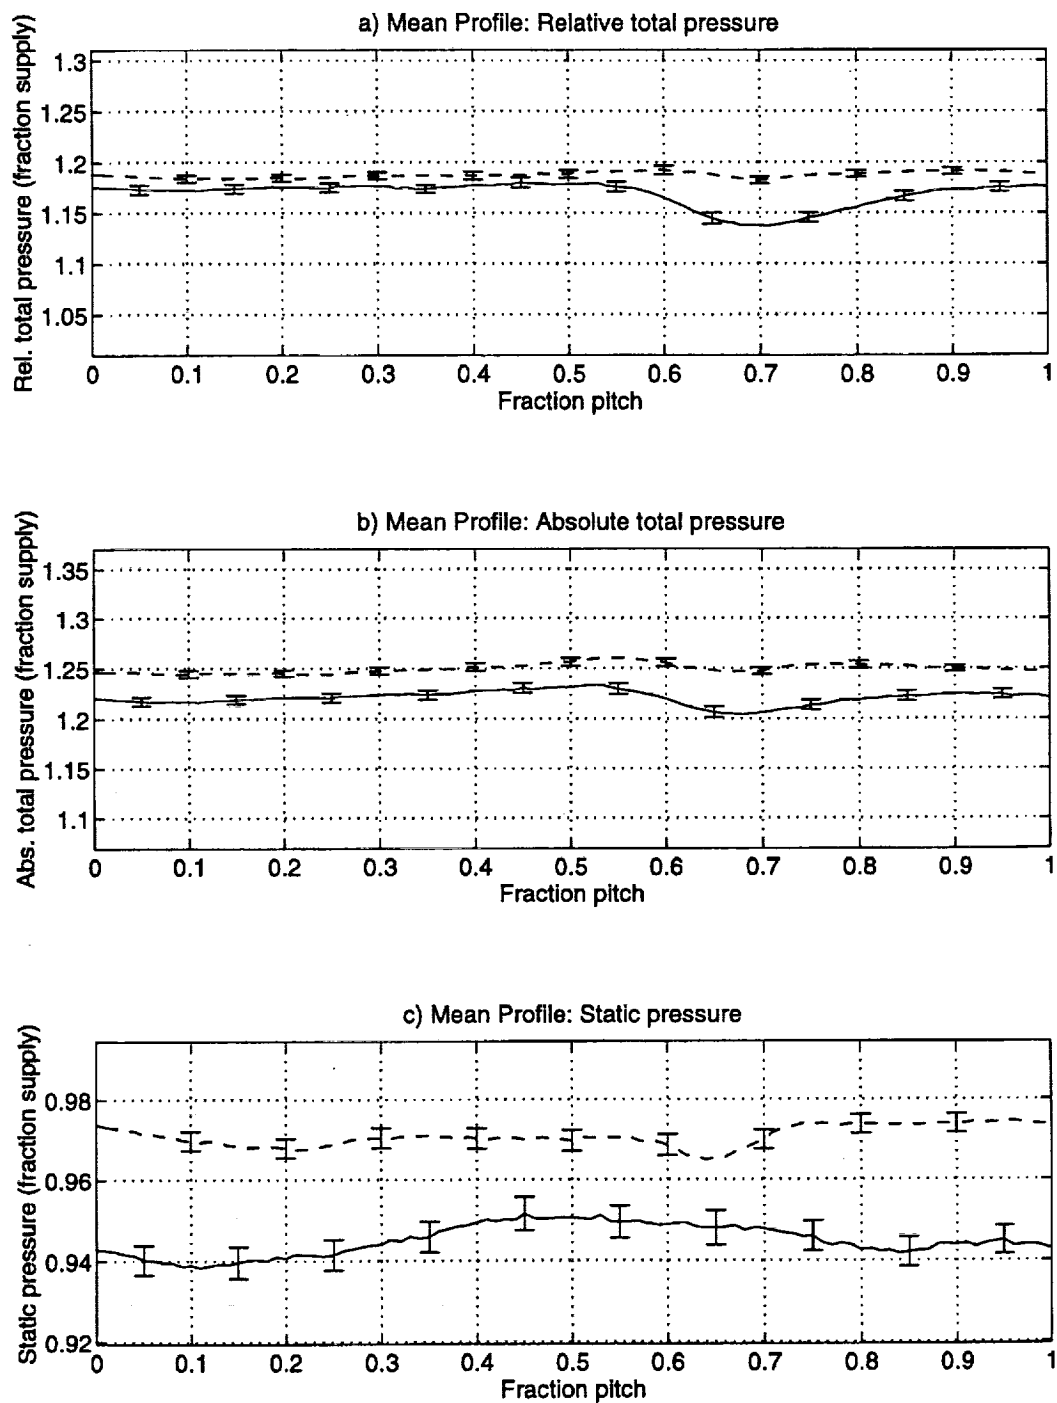 a) Mean Profile: Relative total pressure
Rel. total pressure (fraction supply)
1.3
1.25
1.2
1.15
1.1
1.05
0 0.1 0.2 0.3 0.4 0.5 0.6 0.7 0.8 0.9 1
Fraction pitch
b) Mean Profile: Absolute total pressure
Abs. total pressure (fraction supply)
1.35
1.3
1.25
1.2
1.15
1.1
0 0.1 0.2 0.3 0.4 0.5 0.6 0.7 0.8 0.9 1
Fraction pitch
c) Mean Profile: Static pressure
Static pressure (fraction supply)
0.98
0.96
0.94
0.92
0 0.1 0.2 0.3 0.4 0.5 0.6 0.7 0.8 0.9 1
Fraction pitch